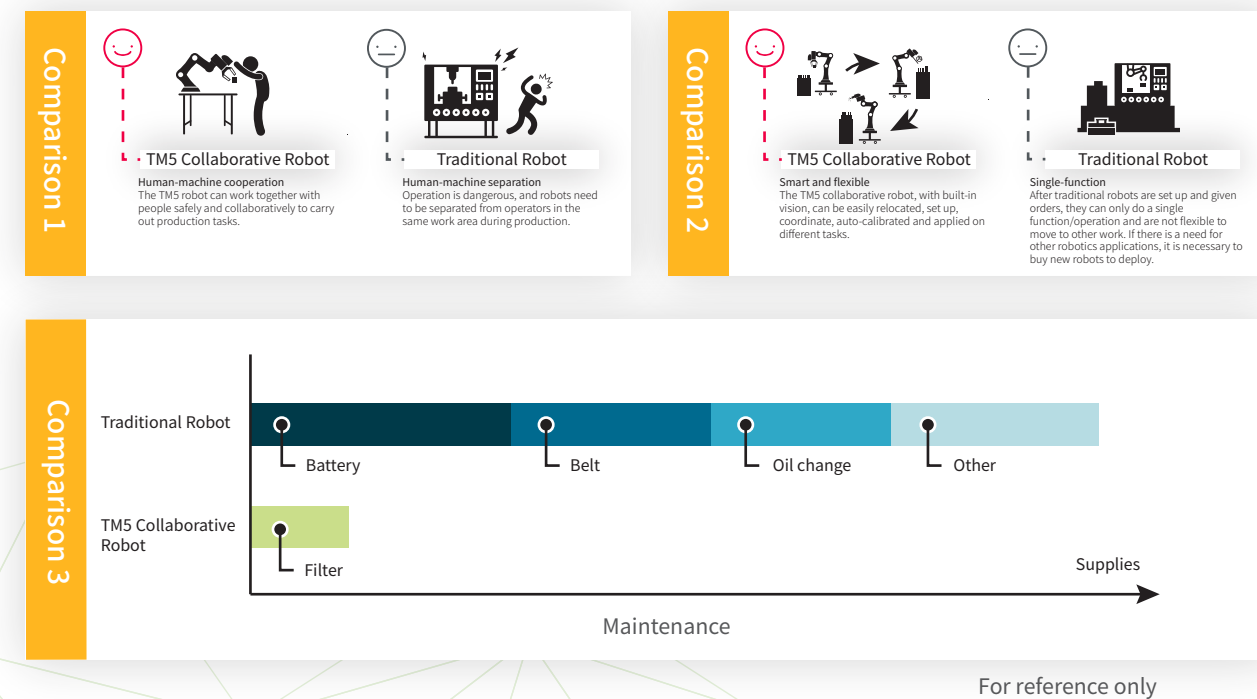 Comparison 1
TM5 Collaborative Robot
Human-machine cooperation
The TM5 robot can work together with
people safely and collaboratively to carry
out production tasks.
Traditional Robot
Human-machine separation
Operation is dangerous, and robots need
to be separated from operators in the
same work area during production.
Comparison 2
TM5 Collaborative Robot
Smart and flexible
The TM5 collaborative robot, with built-in
vision, can be easily relocated, set up,
coordinate, auto-calibrated and applied on
different tasks.
Traditional Robot
Single-function
After traditional robots are set up and given
orders, they can only do a single
function/operation and are not flexible to
move to other work. If there is a need for
other robotics applications, it is necessary to
buy new robots to deploy.
Comparison 3
Traditional Robot
Battery
Belt
Oil change
Other
TM5 Collaborative
Robot
Filter
Supplies
Maintenance
For reference only